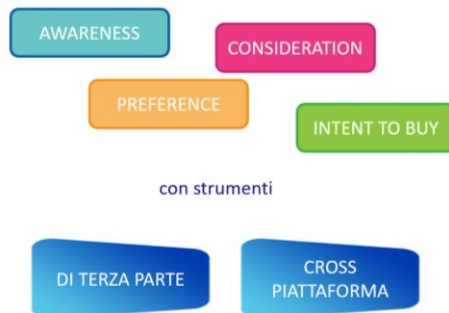 AWARENESS
CONSIDERATION
PREFERENCE
INTENT TO BUY
con strumenti
DI TERZA PARTE
CROSS
PIATTAFORMA